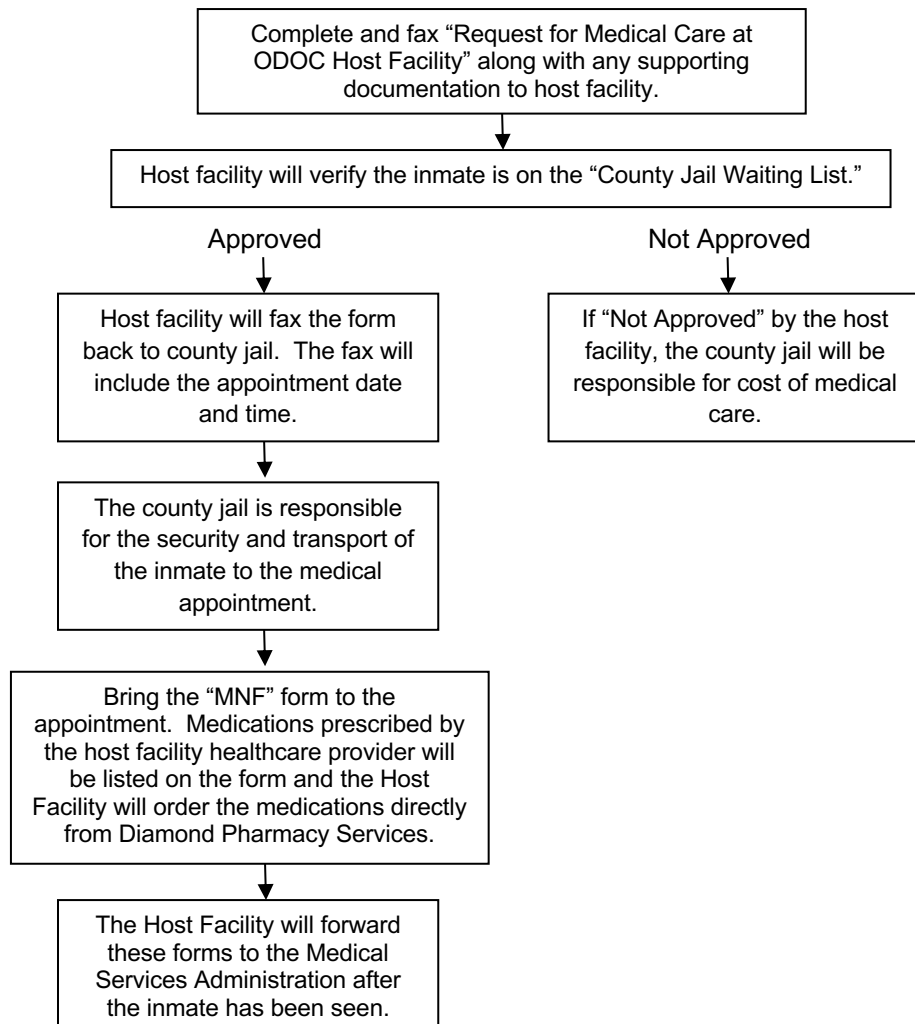 Complete and fax “Request for Medical Care at
ODOC Host Facility” along with any supporting
documentation to host facility.
Host facility will verify the inmate is on the “County Jail Waiting List.”
Approved
Not Approved
Host facility will fax the form
back to county jail.  The fax will
include the appointment date
and time.
If “Not Approved” by the host
facility, the county jail will be
responsible for cost of medical
care.
The county jail is responsible
for the security and transport of
the inmate to the medical
appointment.
Bring the “MNF” form to the
appointment.  Medications prescribed by
the host facility healthcare provider will
be listed on the form and the Host
Facility will order the medications directly
from Diamond Pharmacy Services.
The Host Facility will forward
these forms to the Medical
Services Administration after
the inmate has been seen.